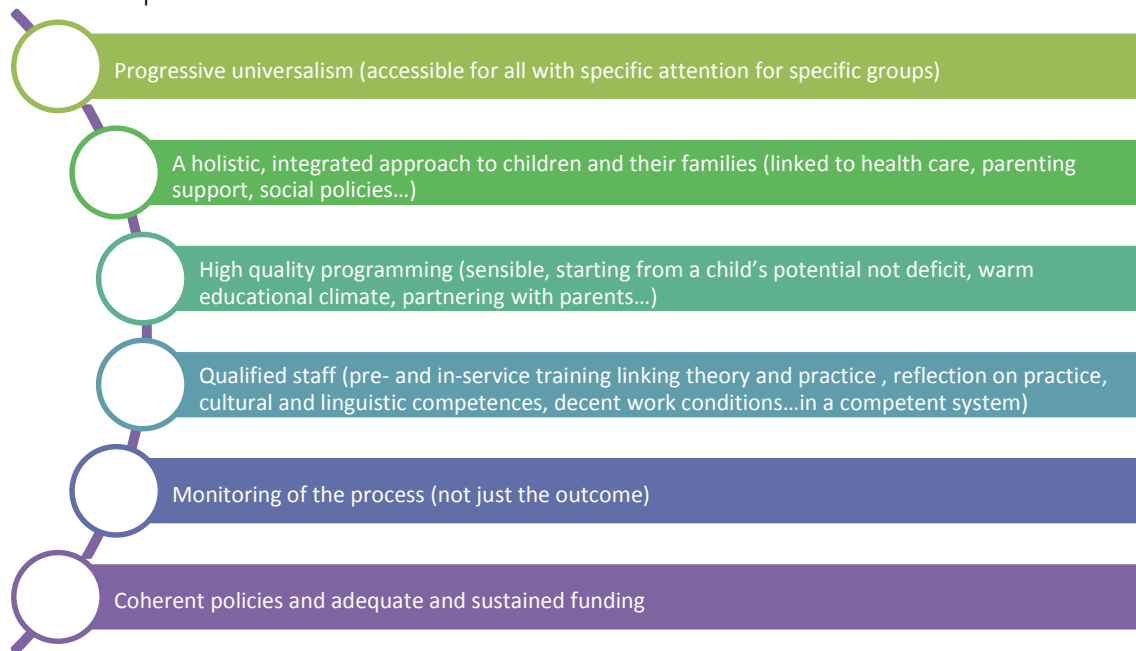 Progressive universalism (accessible for all with specific attention for specific groups)
A holistic, integrated approach to children and their families (linked to health care, parenting
support, social policies…)
High quality programming (sensible, starting from a child’s potential not deficit, warm
educational climate, partnering with parents…)
Qualified staff (pre- and in-service training linking theory and practice , reflection on practice,
cultural and linguistic competences, decent work conditions…in a competent system)
Monitoring of the process (not just the outcome)
Coherent policies and adequate and sustained funding